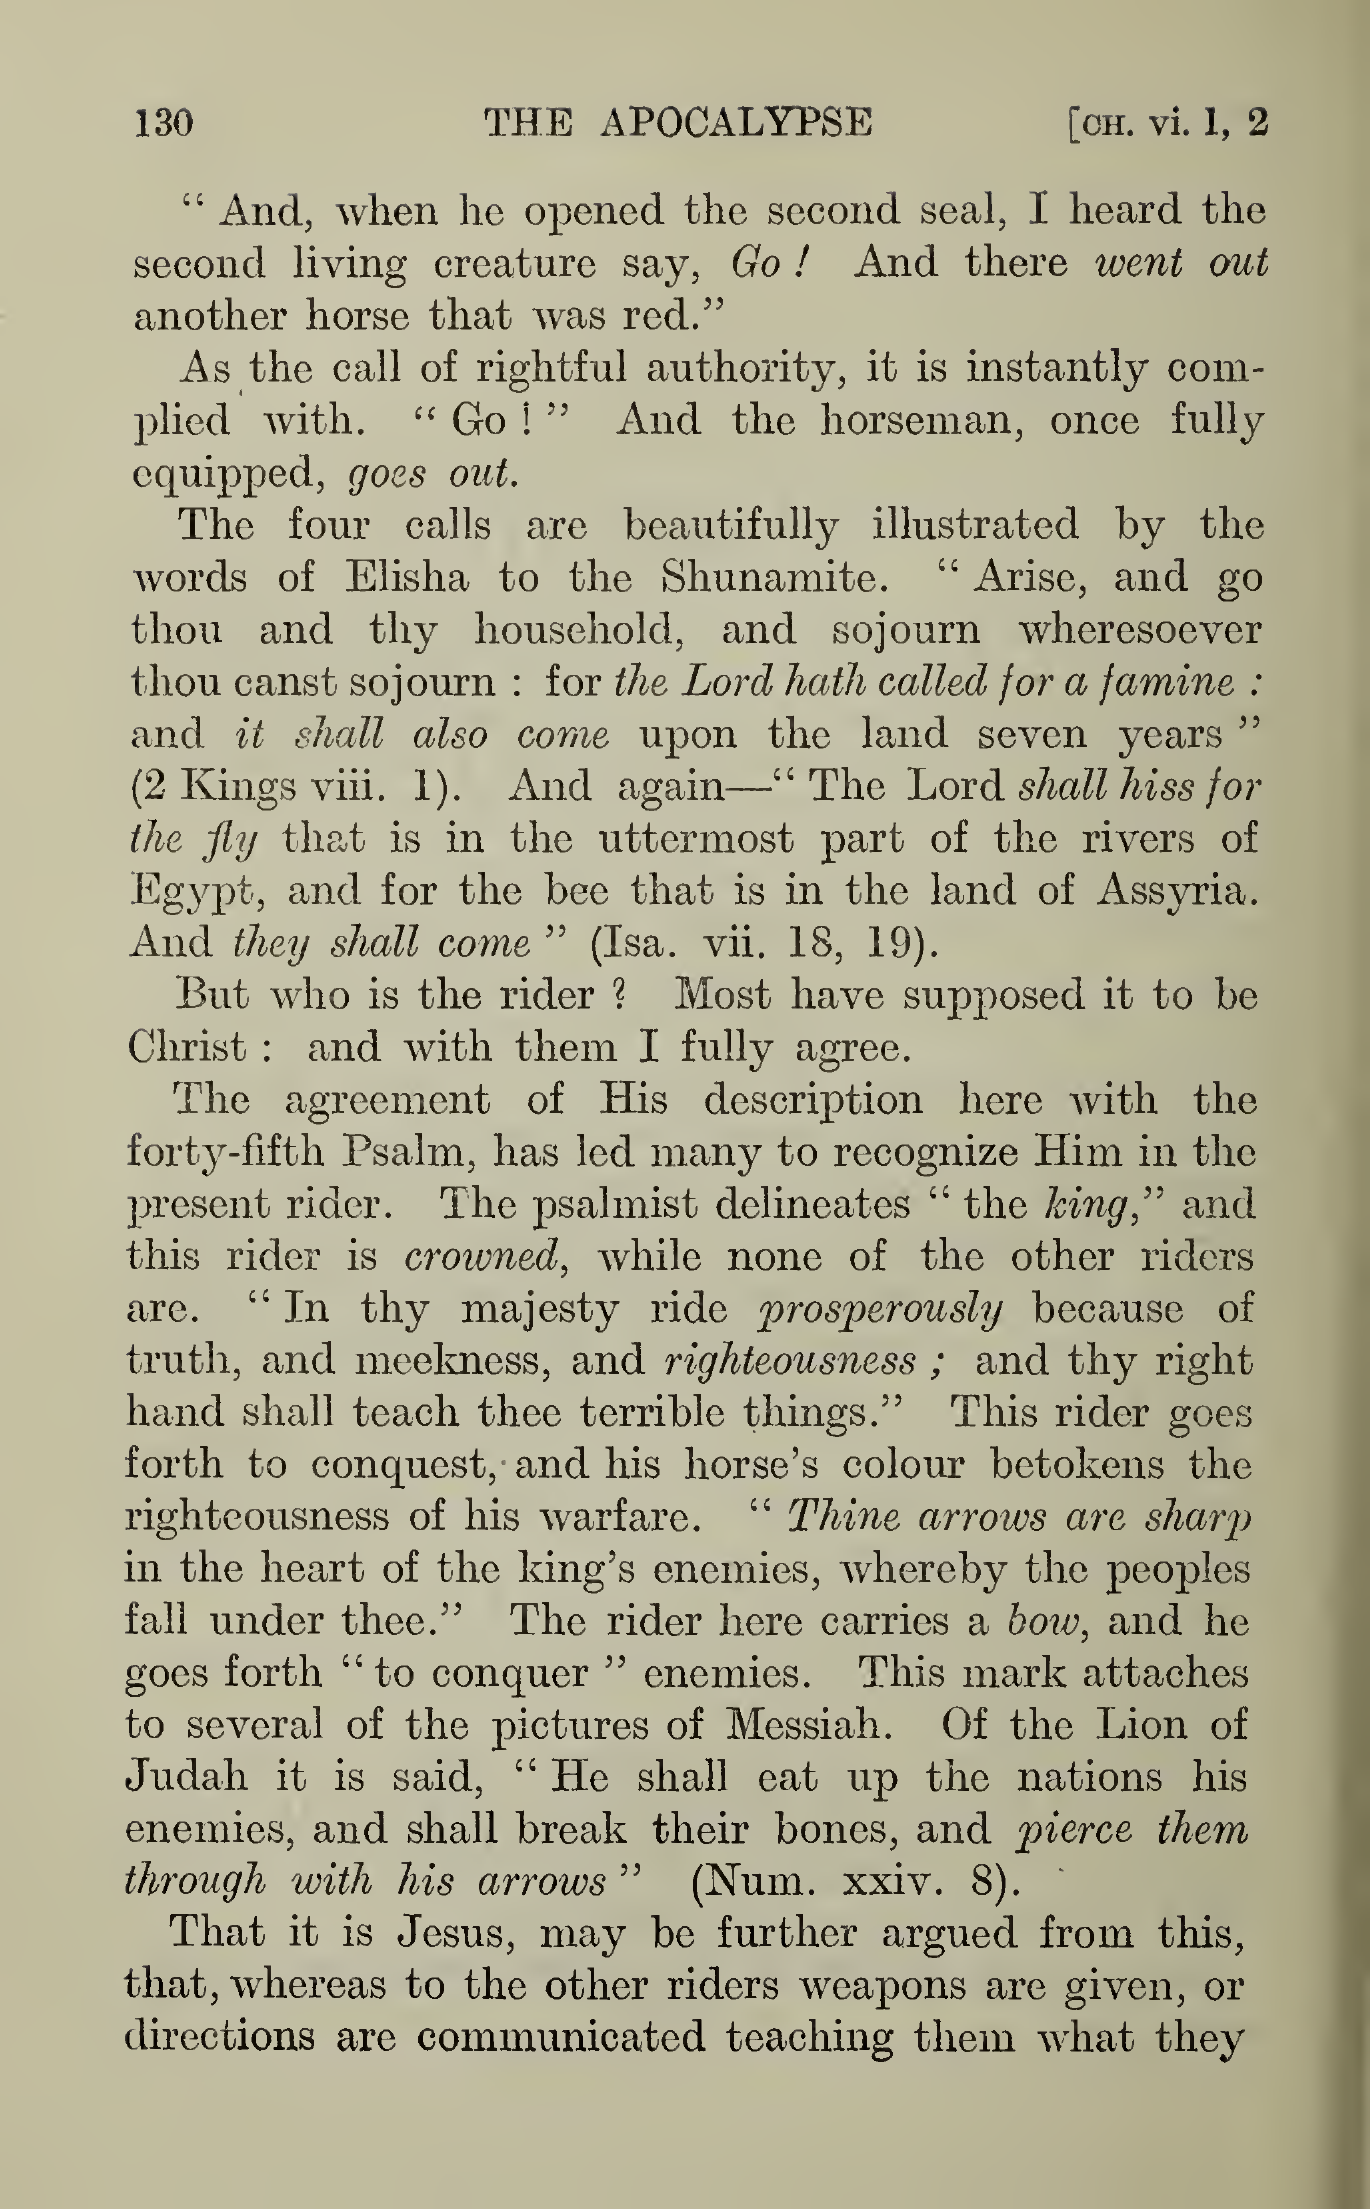 130 THE APOCALYPSE [CH. vi. 1, 2
“ And, when he opened the second seal, I heard the
second living creature say, Go ! And there went out
another horse that was red.”
As the call of rightful authority, it is instantly com-
plied with. “ Go ! ” And the horseman, once fully
equipped, goes out.
The four calls are beautifully illustrated by the
words of Elisha to the Shunamite. “ Arise, and go
thou and thy household, and sojourn wheresoever
thou canst sojourn : for the Lord hath called for a famine :
and it shall also come upon the land seven years ”
(2 Kings viii. 1). And again—“ The Lord shall hiss for
the fly that is in the uttermost part of the rivers of
Egypt, and for the bee that is in the land of Assyria.
And they shall come ” (Isa. vii. 18, 19).
But who is the rider ? Most have supposed it to be
Christ : and with them I fully agree.
The agreement of His description here with the
forty-fifth Psalm, has led many to recognize Him in the
present rider. The psalmist delineates “ the king,” and
this rider is crowned, while none of the other riders
are. “ In thy majesty ride prosperously because of
truth, and meekness, and righteousness ; and thy right
hand shall teach thee terrible things.” This rider goes
forth to conquest, and his horse’s colour betokens the
righteousness of his warfare. “ Thine arrows are sharp
in the heart of the king’s enemies, whereby the peoples
fall under thee.” The rider here carries a bow, and he
goes forth “ to conquer ” enemies. This mark attaches
to several of the pictures of Messiah. Of the Lion of
Judah it is said, “ He shall eat up the nations his
enemies, and shall break their bones, and pierce them
through with his arrows ” (Num. xxiv. 8).
That it is Jesus, may be further argued from this,
that, whereas to the other riders weapons are given, or
directions are communicated teaching them what they